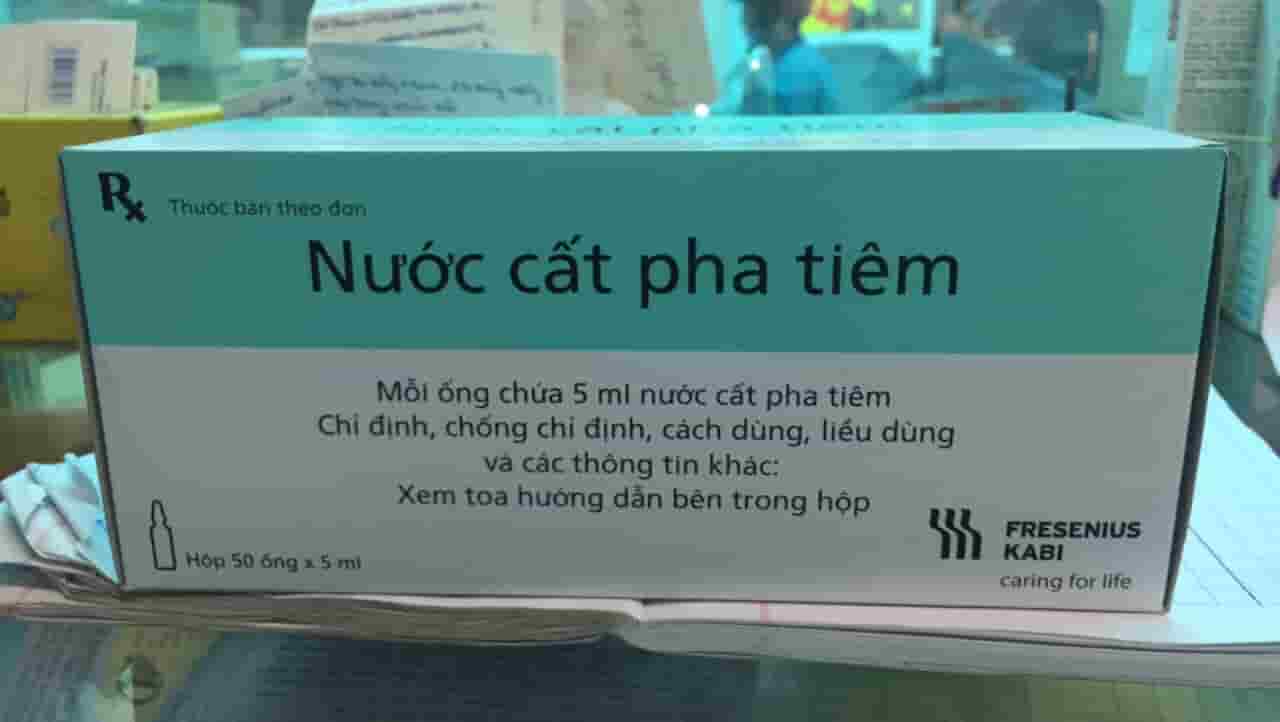 Rx Thuốc bán theo đơn
Nước cất pha tiêm
Mỗi ống chứa 5 ml nước cất pha tiêm
Chỉ định, chống chỉ định, cách dùng, liều dùng
và các thông tin khác:
Xem toa hướng dẫn bên trong hộp
Hộp 50 ống x 5 ml
FRESENIUS
KABI
caring for life